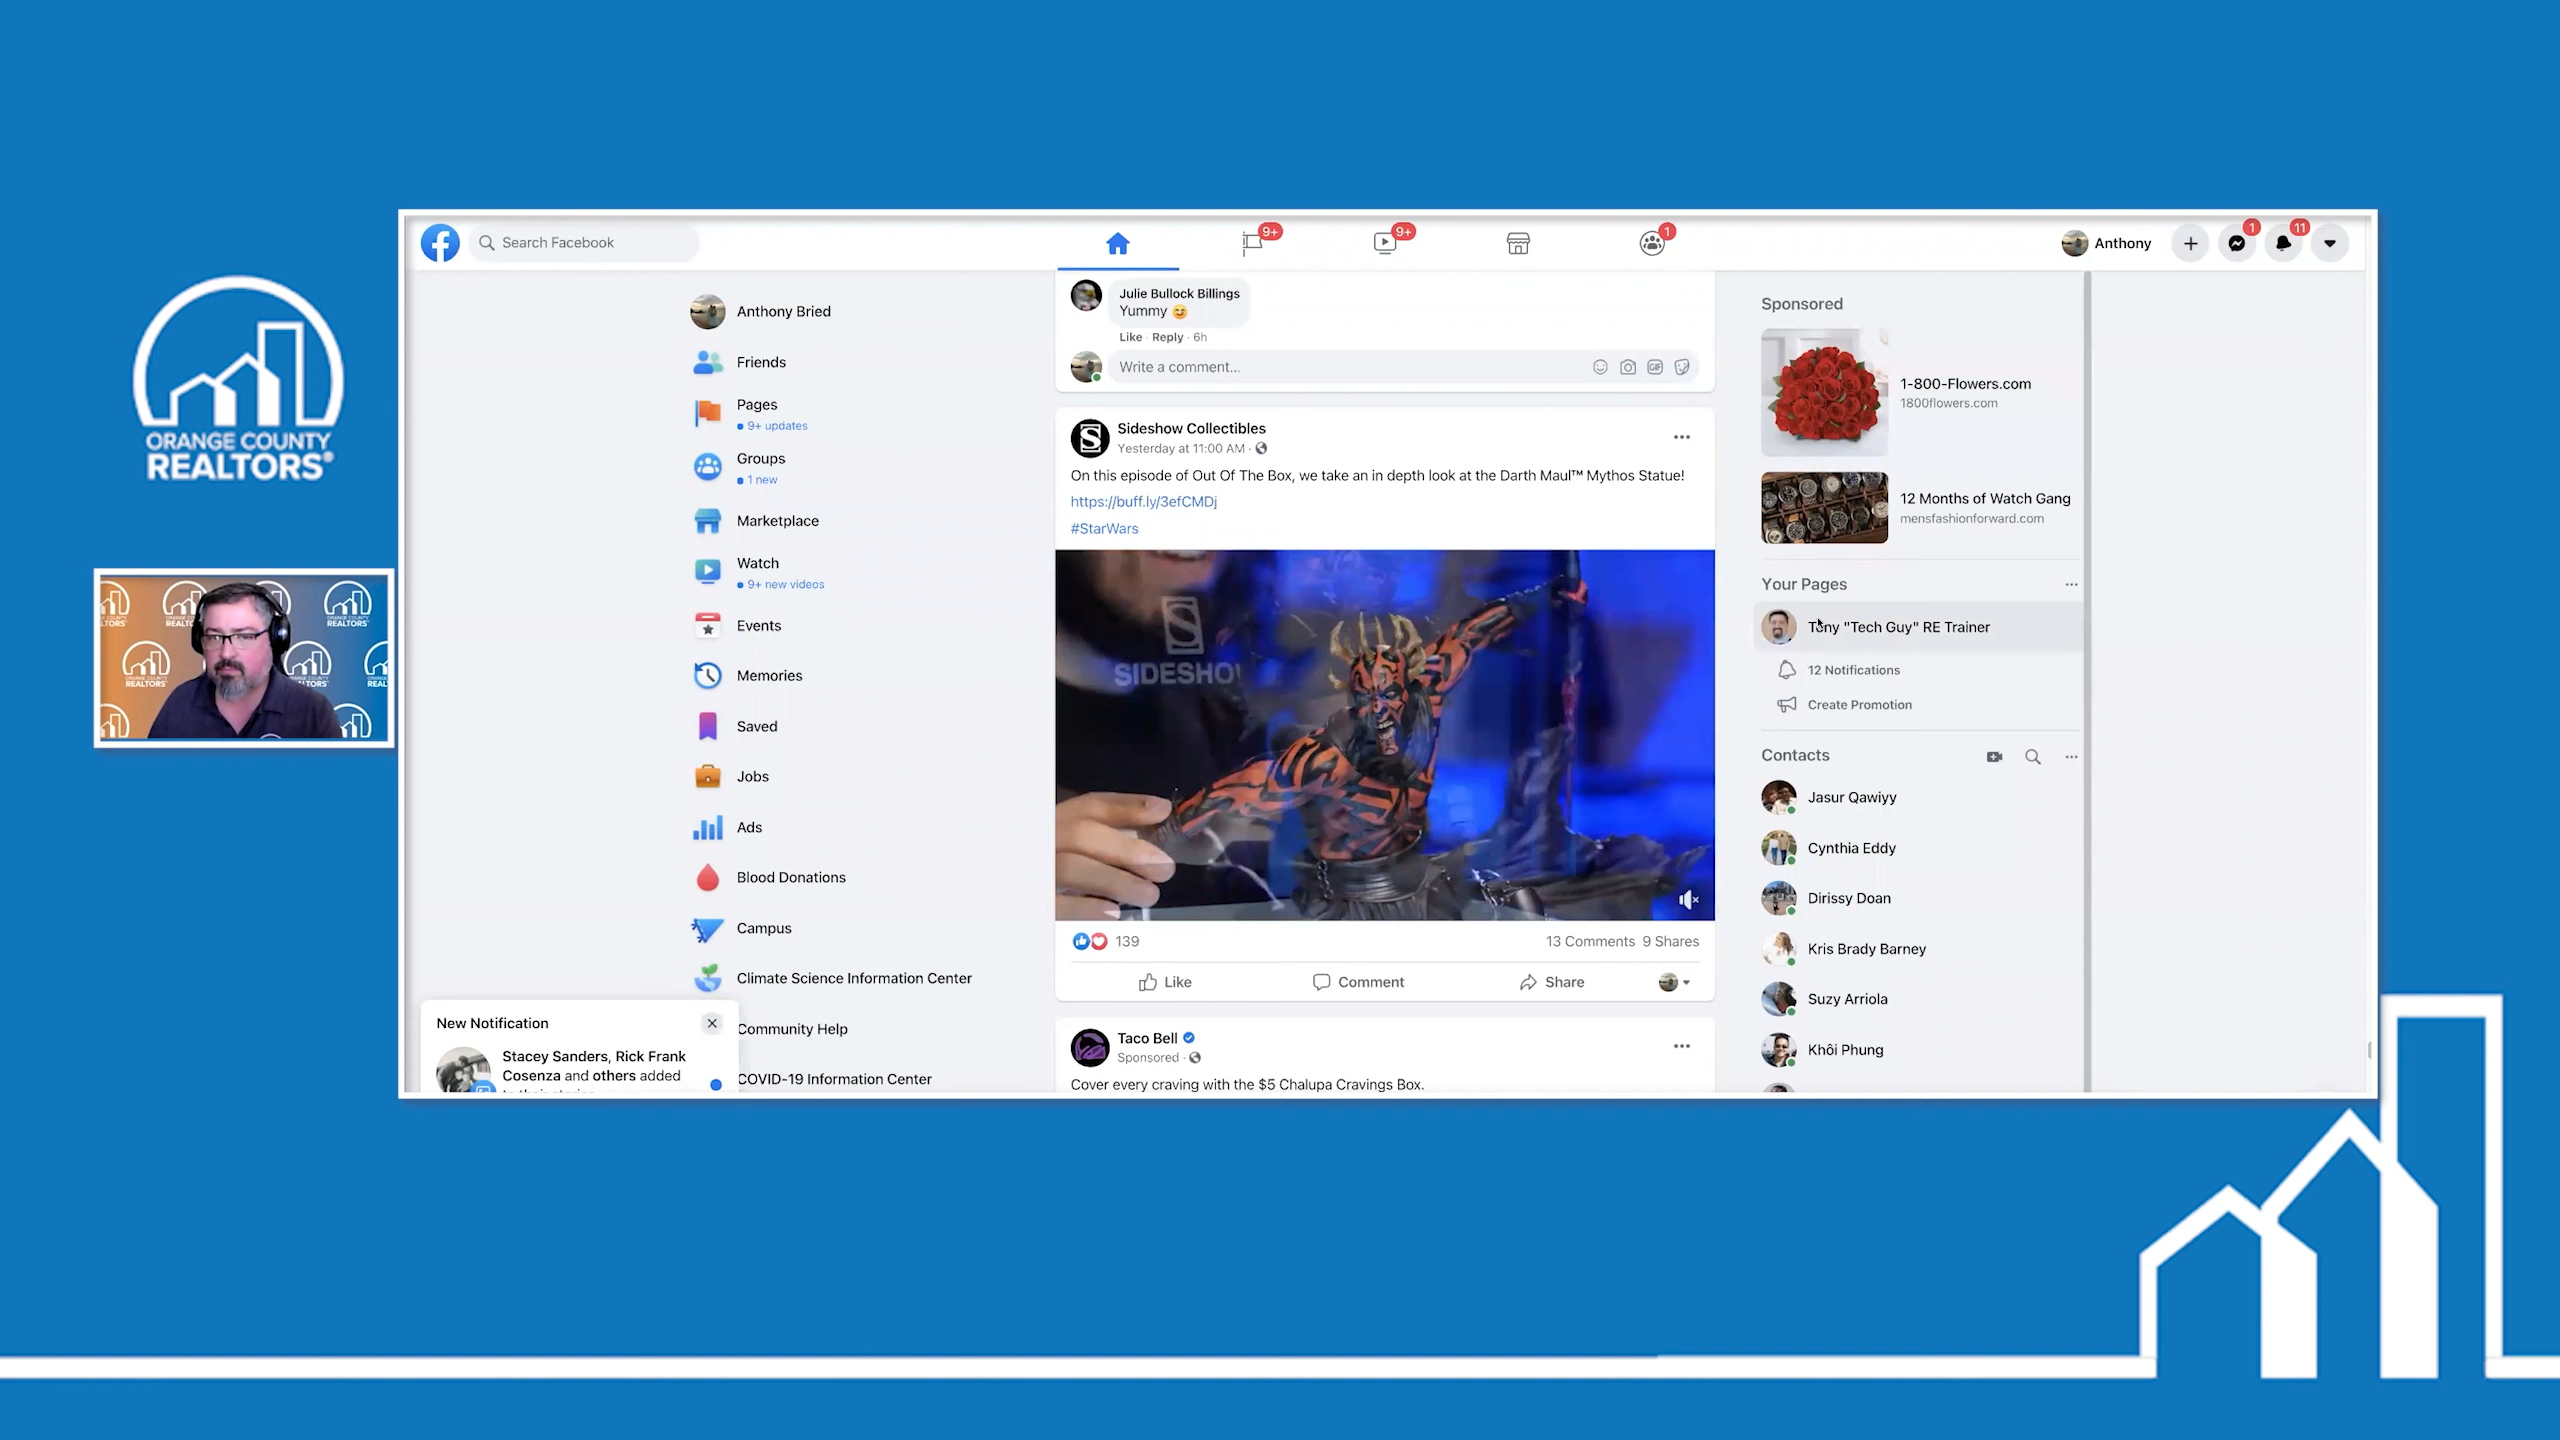 ORANGE COUNTY
REALTORS®
Search Facebook
9+
9+
1
Anthony
1
11
Anthony Bried
Friends
Pages
9+ updates
Groups
1 new
Marketplace
Watch
9+ new videos
Events
Memories
Saved
Jobs
Ads
Blood Donations
Campus
Climate Science Information Center
Community Help
COVID-19 Information Center
New Notification
Stacey Sanders, Rick Frank
Cosenza and others added
Julie Bullock Billings
Yummy 😋
Like · Reply · 6h
Write a comment...
GIF
Sideshow Collectibles
Yesterday at 11:00 AM ·
On this episode of Out Of The Box, we take an in depth look at the Darth Maul™ Mythos Statue!
https://buff.ly/3efCMDj
#StarWars
SIDESHO
139
13 Comments 9 Shares
Like
Comment
Share
Taco Bell
Sponsored ·
Cover every craving with the $5 Chalupa Cravings Box.
Sponsored
1-800-Flowers.com
1800flowers.com
12 Months of Watch Gang
mensfashionforward.com
Your Pages
Tony "Tech Guy" RE Trainer
12 Notifications
Create Promotion
Contacts
Jasur Qawiyy
Cynthia Eddy
Dirissy Doan
Kris Brady Barney
Suzy Arriola
Khôi Phung